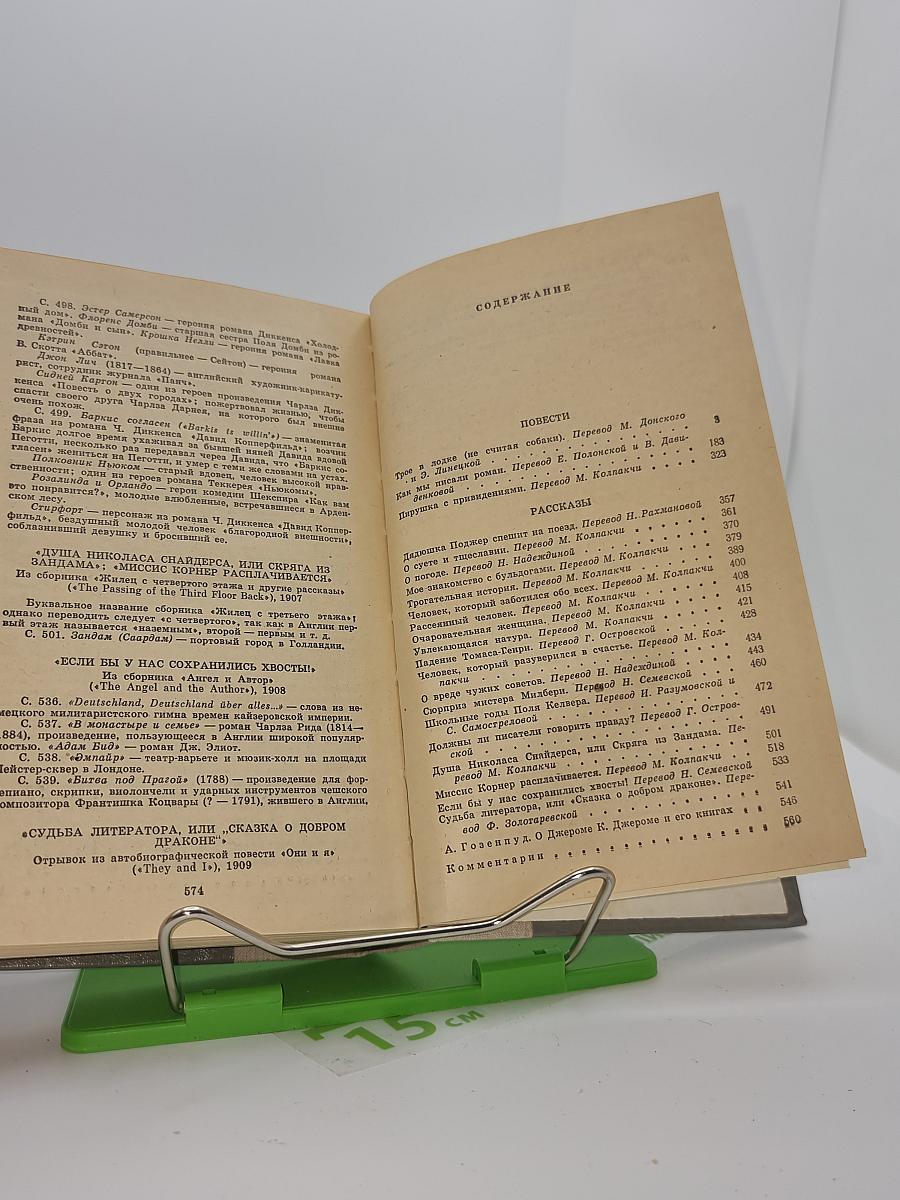 С. 498. Эстер Самерсон — героиня романа Диккенса «Холод-
ный дом». Флоренс Домби — старшая сестра Поля Домби из ро-
мана «Домби и сын». Крошка Нелли — героиня романа «Лавка
древностей».
Кэтрин Сэтон (правильнее — Сейтон) — героиня романа
В. Скотта «Аббат».
Джон Лич (1817—1864) — английский художник-карикату-
рист, сотрудник журнала «Панч».
Сидней Картон — один из героев произведения Чарлза Дик-
кенса «Повесть о двух городах»; пожертвовал жизнью, чтобы
спасти своего друга Чарлза Дарнея, на которого был внешне
очень похож.
С. 499. Баркис согласен («Barkis is willin'») — знаменитая
фраза из романа Ч. Диккенса «Давид Копперфильд»; возчик
Баркис долгое время ухаживал за бывшей няней Давида вдовой
Пеготти, несколько раз передавал через Давида, что «Баркис со-
гласен» жениться на Пеготти, и умер с теми же словами на устах.
Полковник Ньюком — старый вдовец, человек высокой нрав-
ственности; один из героев романа Теккерея «Ньюкомы».
Розалинда и Орландо — герои комедии Шекспира «Как вам
это понравится?», молодые влюбленные, встречавшиеся в Арден-
ском лесу.
Стирфорт — персонаж из романа Ч. Диккенса «Давид Коппер-
фильд», бездушный молодой человек «благородной внешности»,
соблазнивший девушку и бросивший ее.
«ДУША НИКОЛАСА СНАЙДЕРСА, ИЛИ СКРЯГА ИЗ
ЗАНДАМА»; «МИССИС КОРНЕР РАСПЛАЧИВАЕТСЯ»
Из сборника «Жилец с четвертого этажа и другие рассказы»
(«The Passing of the Third Floor Back»), 1907
Буквальное название сборника «Жилец с третьего этажа»;
однако переводить следует «с четвертого», так как в Англии пер-
вый этаж называется «наземным», второй — первым и т. д.
С. 501. Зандам (Саардам) — портовый город в Голландии.
«ЕСЛИ БЫ У НАС СОХРАНИЛИСЬ ХВОСТЫ!»
Из сборника «Ангел и Автор»
(«The Angel and the Author»), 1908
С. 536. «Deutschland, Deutschland über alles...» — слова из не-
мецкого милитаристского гимна времен кайзеровской империи.
С. 537. «В монастыре и семье» — роман Чарлза Рида (1814—
1884), произведение, пользующееся в Англии широкой популяр-
ностью. «Адам Бид» — роман Дж. Элиот.
С. 538. «Эмпайр» — театр-варьете и мюзик-холл на площади
Лейстер-сквер в Лондоне.
С. 539. «Битва под Прагой» (1788) — произведение для фор-
тепиано, скрипки, виолончели и ударных инструментов чешского
композитора Франтишка Коцвары (? — 1791), жившего в Англии.
«СУДЬБА ЛИТЕРАТОРА, ИЛИ „СКАЗКА О ДОБРОМ
ДРАКОНЕ“»
Отрывок из автобиографической повести «Они и я»
(«They and I»), 1909
574
СОДЕРЖАНИЕ
ПОВЕСТИ
Трое в лодке (не считая собаки). Перевод М. Донского
и Э. Линецкой . . . 3
Как мы писали роман. Перевод Е. Полонской и В. Дави-
денковой . . . 183
Пирушка с привидениями. Перевод М. Колпакчи . . . 323
РАССКАЗЫ
Дядюшка Поджер спешит на поезд. Перевод Н. Рахмановой 357
О суете и тщеславии. Перевод М. Колпакчи . . . 361
О погоде. Перевод Н. Надеждиной . . . 370
Мое знакомство с бульдогами. Перевод М. Колпакчи . . . 379
Трогательная история. Перевод М. Колпакчи . . . 389
Человек, который заботился обо всех. Перевод М. Колпакчи 400
Рассеянный человек. Перевод М. Колпакчи . . . 408
Очаровательная женщина. Перевод М. Колпакчи . . . 415
Увлекающаяся натура. Перевод М. Колпакчи . . . 421
Падение Томаса-Генри. Перевод Г. Островской . . . 428
Человек, который разуверился в счастье. Перевод М. Кол-
пакчи . . . 434
О вреде чужих советов. Перевод Н. Надеждиной . . . 443
Сюрприз мистера Милбери. Перевод Н. Семевской . . . 460
Школьные годы Поля Келвера. Перевод И. Разумовской и
С. Самостреловой . . . 472
Должны ли писатели говорить правду? Перевод Г. Остров-
ской . . . 491
Душа Николаса Снайдерса, или Скряга из Зандама. Пе-
ревод М. Колпакчи . . . 501
Миссис Корнер расплачивается. Перевод М. Колпакчи . . . 518
Если бы у нас сохранились хвосты! Перевод Н. Семевской 533
Судьба литератора, или «Сказка о добром драконе». Пере-
вод Ф. Золотаревской . . . 541
А. Гозенпуд. О Джероме К. Джероме и его книгах . . . 546
Комментарии . . . 560
15 см